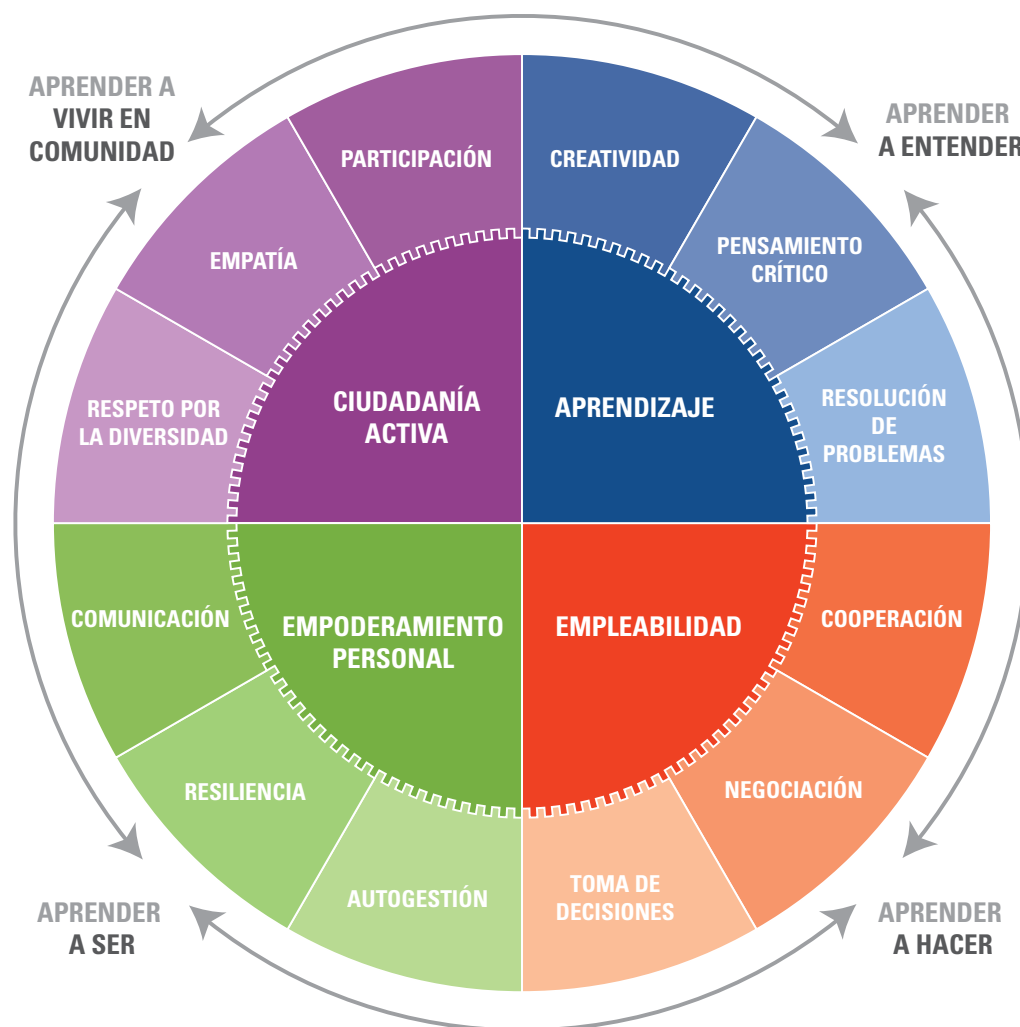 APRENDER A
VIVIR EN
COMUNIDAD
APRENDER
A ENTENDER
PARTICIPACIÓN
CREATIVIDAD
EMPATÍA
PENSAMIENTO
CRÍTICO
RESPETO POR
LA DIVERSIDAD
CIUDADANÍA
ACTIVA
APRENDIZAJE
RESOLUCIÓN
DE
PROBLEMAS
COMUNICACIÓN
EMPODERAMIENTO
PERSONAL
EMPLEABILIDAD
COOPERACIÓN
RESILIENCIA
NEGOCIACIÓN
AUTOGESTIÓN
TOMA DE
DECISIONES
APRENDER
A SER
APRENDER
A HACER